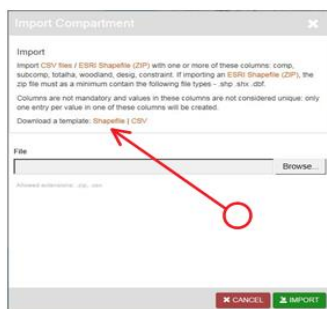 Import Compartment
Import
Import CSV files / ESRI Shapefile (ZIP) with one or more of these columns: comp,
subcomp, totalha, woodland, desig, constraint. If importing an ESRI Shapefile (ZIP), the
zip file must as a minimum contain the following file types - .shp .shx .dbf.
Columns are not mandatory and values in these columns are not considered unique: only
one entry per value in one of these columns will be created.
Download a template: Shapefile | CSV
File
Browse...
Allowed extensions: .zip, .csv
CANCEL IMPORT